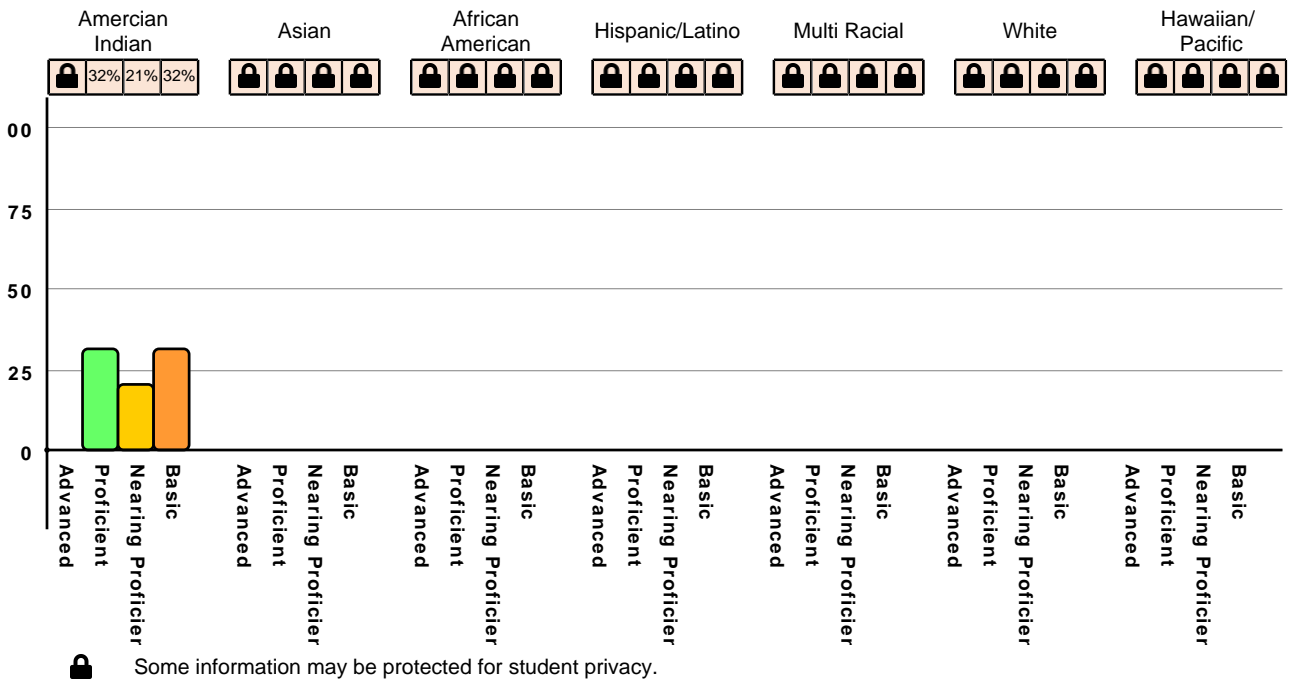 Amercian
Indian
Asian
African
American
Hispanic/Latino
Multi Racial
White
Hawaiian/
Pacific
32% 21% 32%
00
75
50
25
0
Advanced
Proficient
Nearing Proficier
Basic
Advanced
Proficient
Nearing Proficier
Basic
Advanced
Proficient
Nearing Proficier
Basic
Advanced
Proficient
Nearing Proficier
Basic
Advanced
Proficient
Nearing Proficier
Basic
Advanced
Proficient
Nearing Proficier
Basic
Advanced
Proficient
Nearing Proficier
Basic
Some information may be protected for student privacy.